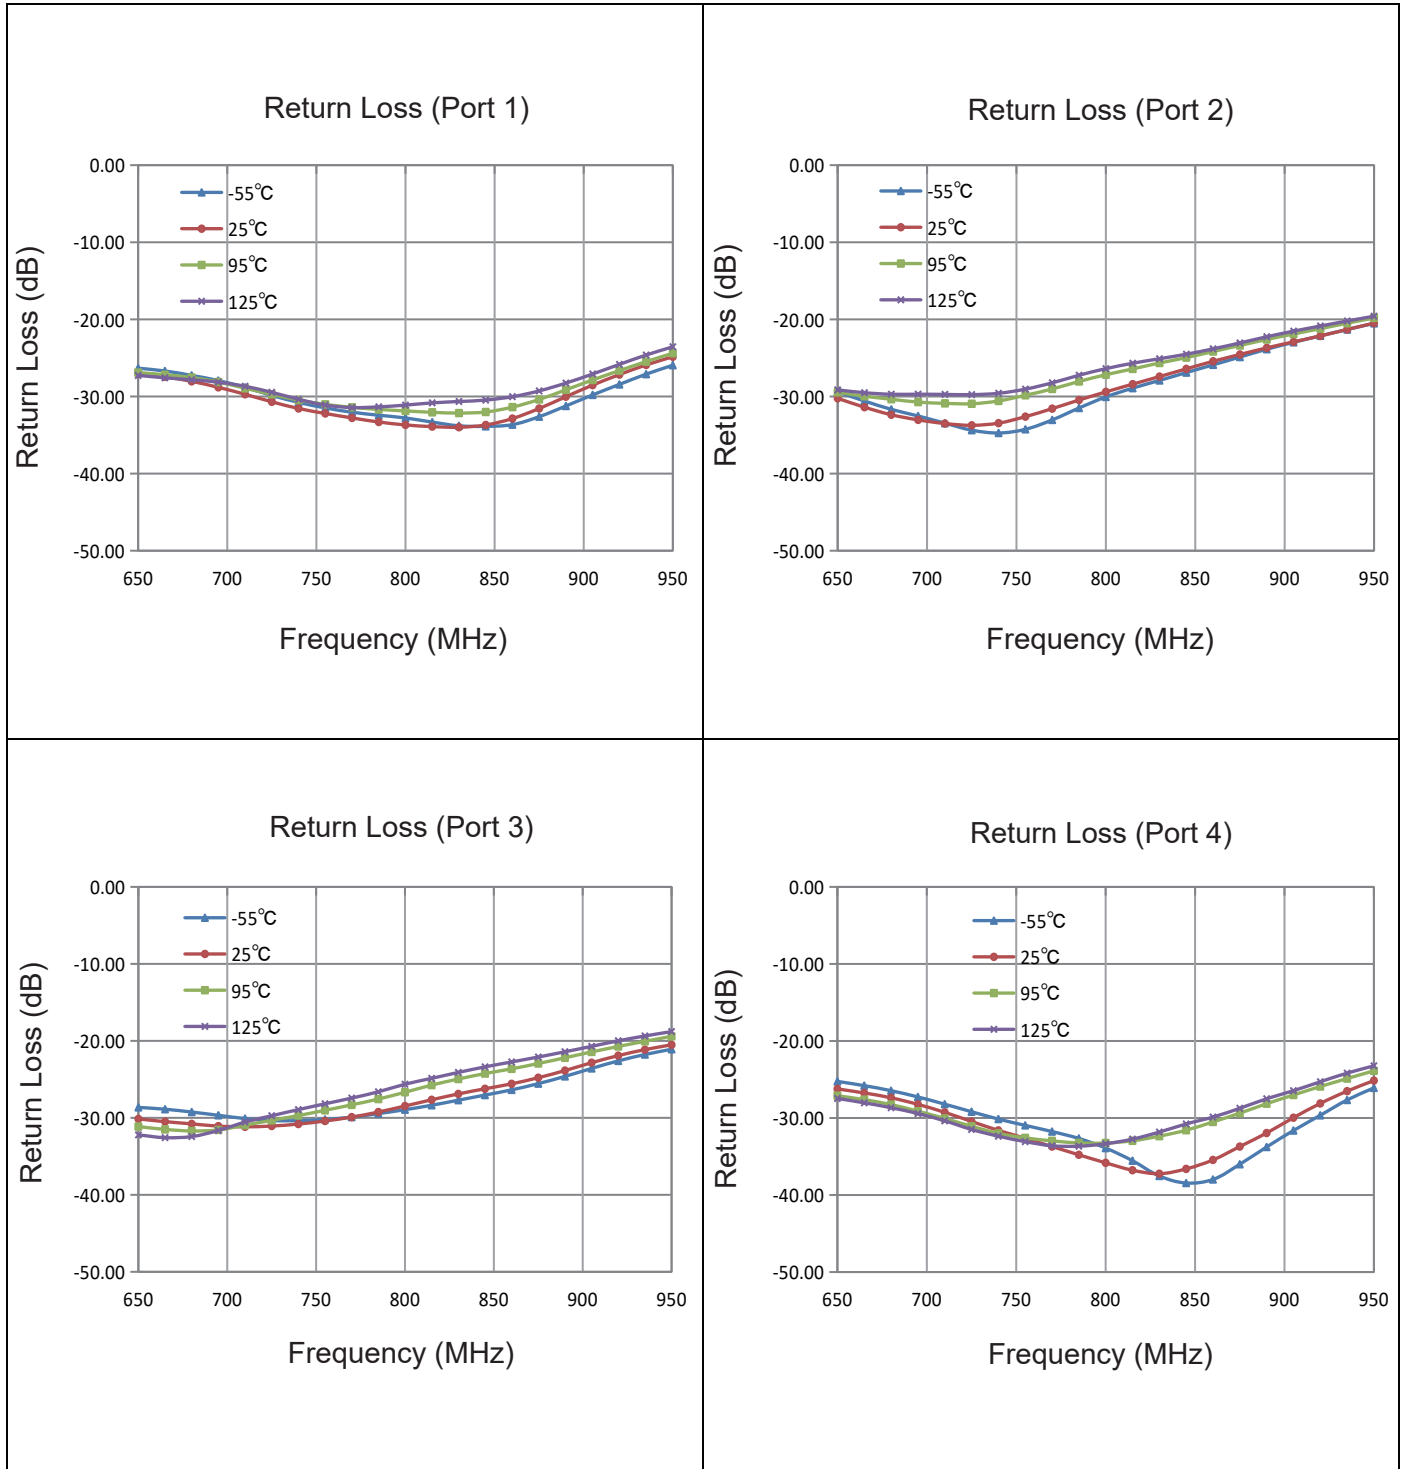 Return Loss (Port 1)
Return Loss (dB)
0.00
-10.00
-20.00
-30.00
-40.00
-50.00
-55℃
25℃
95℃
125℃
650 700 750 800 850 900 950
Frequency (MHz)
Return Loss (Port 2)
Return Loss (dB)
0.00
-10.00
-20.00
-30.00
-40.00
-50.00
-55℃
25℃
95℃
125℃
650 700 750 800 850 900 950
Frequency (MHz)
Return Loss (Port 3)
Return Loss (dB)
0.00
-10.00
-20.00
-30.00
-40.00
-50.00
-55℃
25℃
95℃
125℃
650 700 750 800 850 900 950
Frequency (MHz)
Return Loss (Port 4)
Return Loss (dB)
0.00
-10.00
-20.00
-30.00
-40.00
-50.00
-55℃
25℃
95℃
125℃
650 700 750 800 850 900 950
Frequency (MHz)